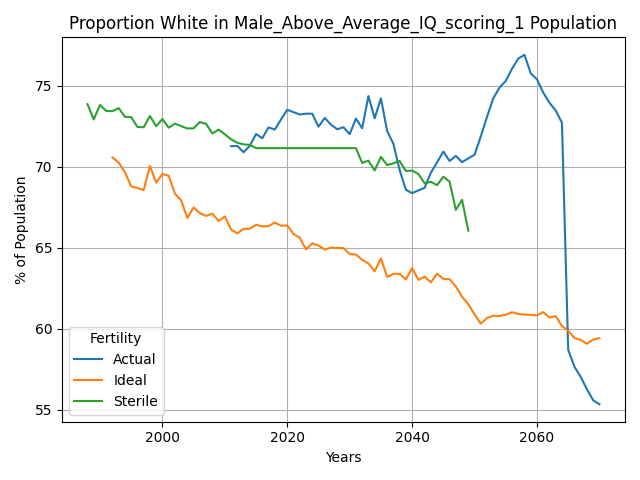 Proportion White in Male_Above_Average_IQ_scoring_1 Population
% of Population
75
70
65
60
55
Fertility
Actual
Ideal
Sterile
2000
2020
2040
2060
Years